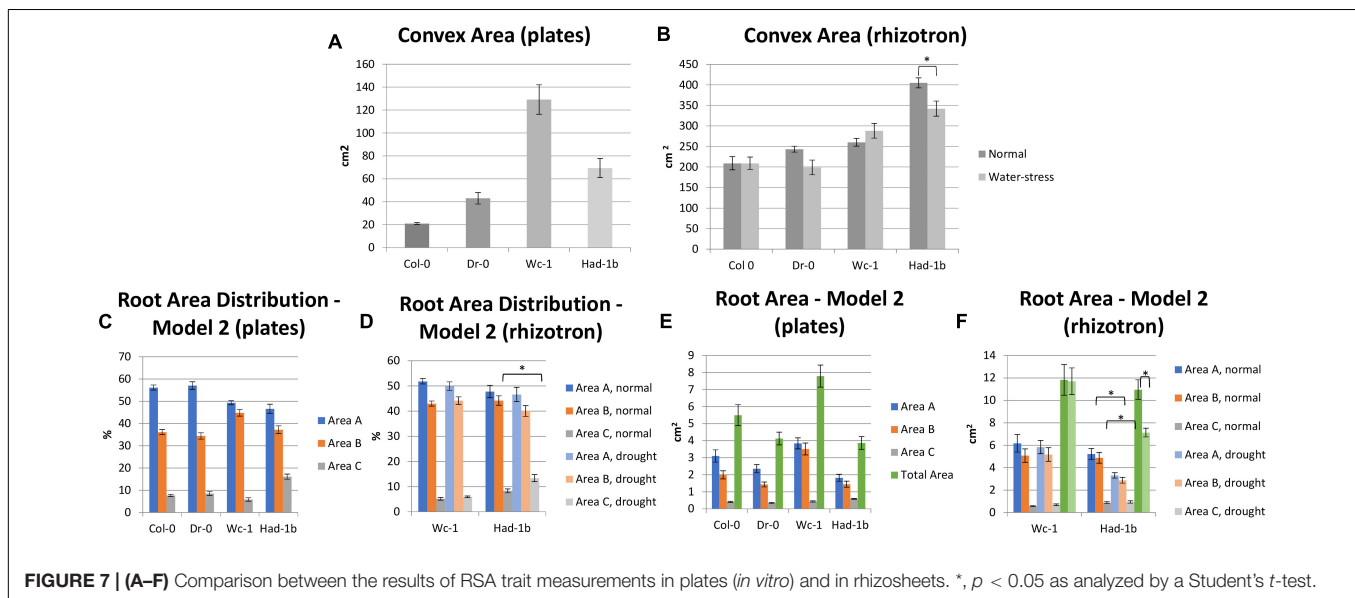 A
Convex Area (plates)
160
140
120
100
80
60
40
20
0
cm2
Col-0 Dr-0 Wc-1 Had-1b
B
Convex Area (rhizotron)
450
400
350
300
250
200
150
100
50
0
cm ²
*
Col 0 Dr-0 Wc-1 Had-1b
Normal
Water-stress
C
Root Area Distribution -
Model 2 (plates)
70
60
50
40
30
20
10
0
%
Col-0 Dr-0 Wc-1 Had-1b
Area A
Area B
Area C
D
Root Area Distribution -
Model 2 (rhizotron)
60
50
40
30
20
10
0
%
*
Wc-1 Had-1b
Area A, normal
Area B, normal
Area C, normal
Area A, drought
Area B, drought
Area C, drought
E
Root Area - Model 2
(plates)
9
8
7
6
5
4
3
2
1
0
cm²
Col-0 Dr-0 Wc-1 Had-1b
Area A
Area B
Area C
Total Area
F
Root Area - Model 2
(rhizotron)
14
12
10
8
6
4
2
0
cm²
*
*
*
Wc-1 Had-1b
Area A, normal
Area B, normal
Area C, normal
Area A, drought
Area B, drought
Area C, drought
FIGURE 7 | (A–F) Comparison between the results of RSA trait measurements in plates (in vitro) and in rhizosheets. *, p < 0.05 as analyzed by a Student's t-test.